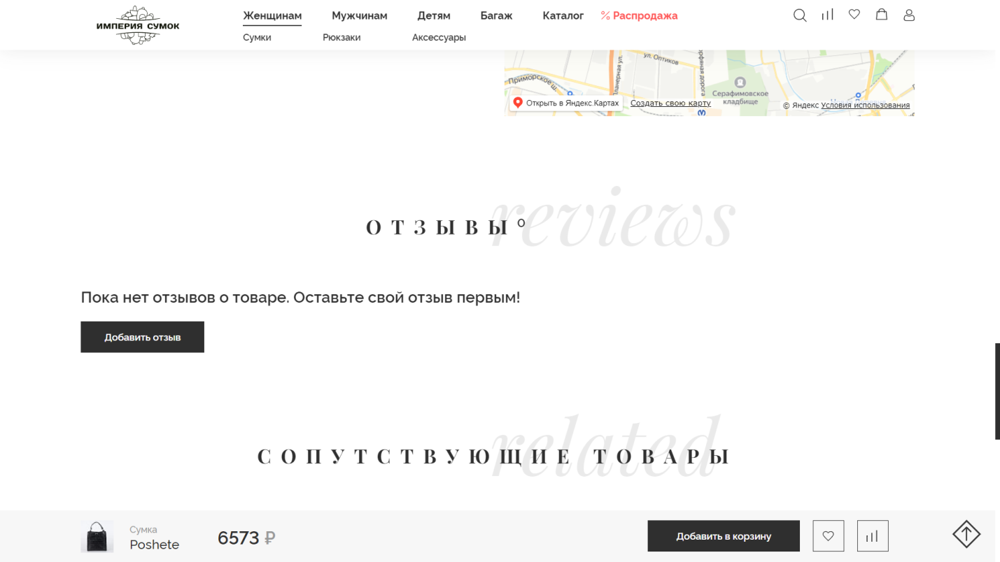 ИМПЕРИЯ СУМОК
Женщинам Мужчинам Детям Багаж Каталог % Распродажа
Сумки Рюкзаки Аксессуары
ул. Оптиков
Планерная ул.
Приморское ш.
Серафимовское
кладбище
Открыть в Яндекс.Картах Создать свою карту © Яндекс Условия использования
reviews
ОТЗЫВЫ0
Пока нет отзывов о товаре. Оставьте свой отзыв первым!
Добавить отзыв
related
СОПУТСТВУЮЩИЕ ТОВАРЫ
Сумка
Poshete
6573 ₽
Добавить в корзину